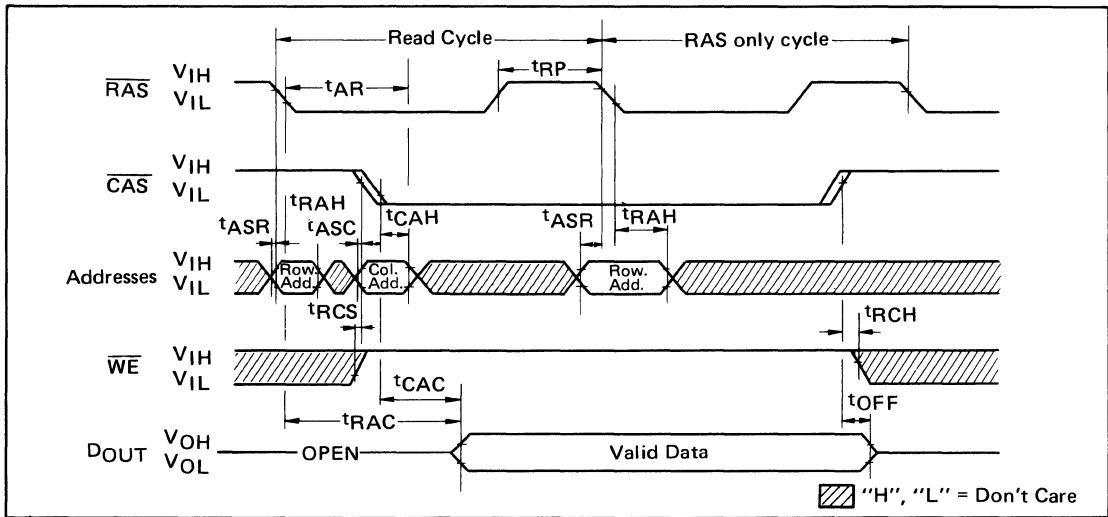 Read Cycle RAS only cycle
tAR tRP
RAS VIH
VIL
CAS VIH
VIL
tASR tRAH tASC tCAH tASR tRAH
Addresses VIH
VIL
Row. Add. Col. Add. Row. Add.
tRCS tRCH
WE VIH
VIL
tCAC tOFF
tRAC
DOUT VOH
VOL
OPEN Valid Data
"H", "L" = Don't Care